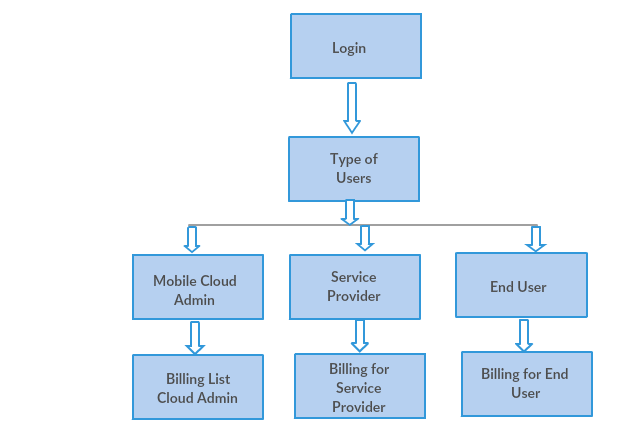 Login
Type of
Users
Mobile Cloud
Admin
Service
Provider
End User
Billing List
Cloud Admin
Billing for
Service
Provider
Billing for End
User